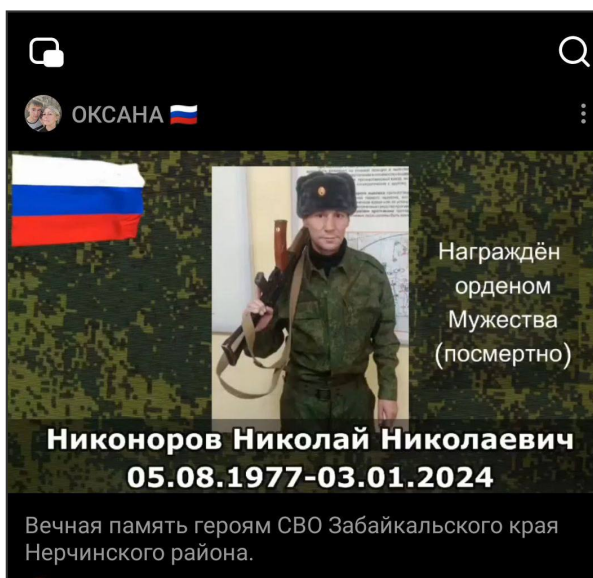 ОКСАНА
Награждён
орденом
Мужества
(посмертно)
Никоноров Николай Николаевич
05.08.1977-03.01.2024
Вечная память героям СВО Забайкальского края
Нерчинского района.